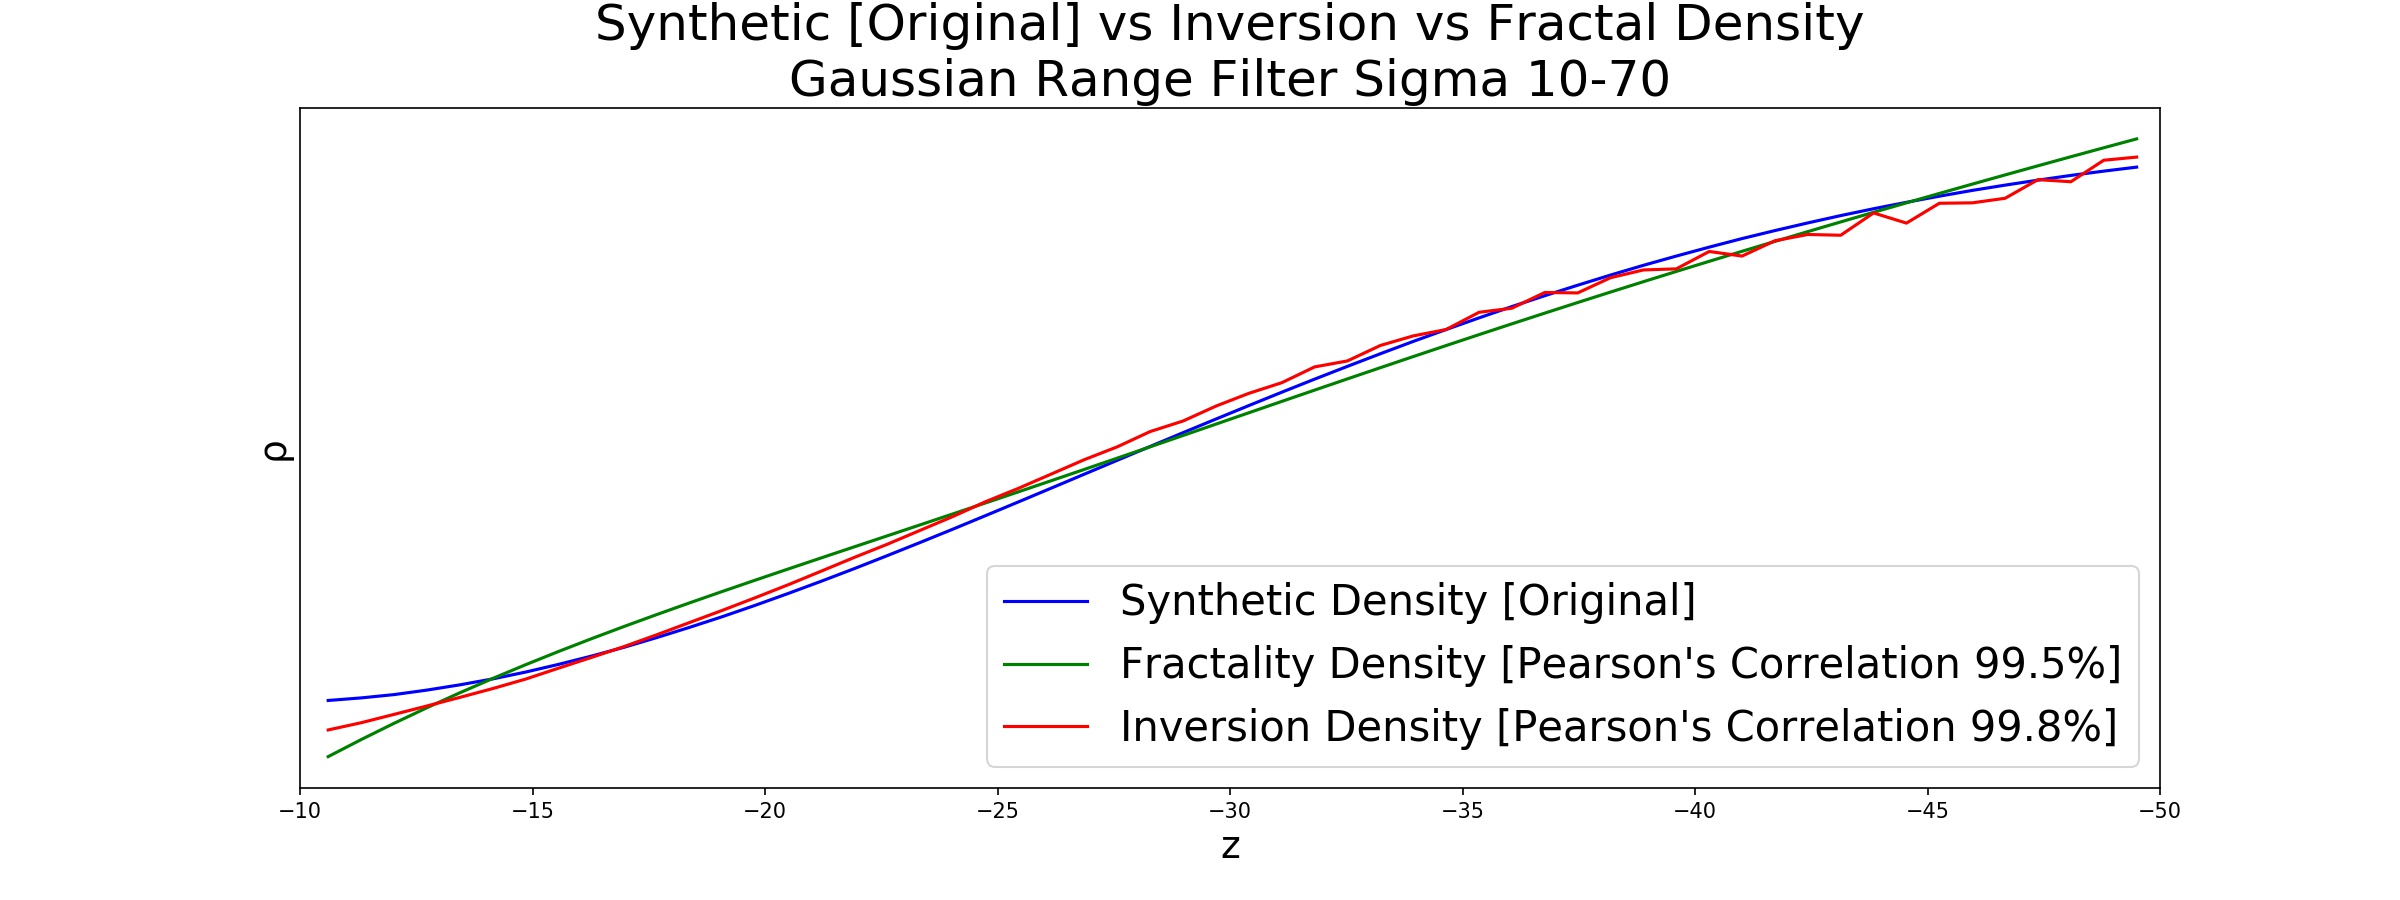 Synthetic [Original] vs Inversion vs Fractal Density
Gaussian Range Filter Sigma 10-70
ρ
Synthetic Density [Original]
Fractality Density [Pearson's Correlation 99.5%]
Inversion Density [Pearson's Correlation 99.8%]
−10 −15 −20 −25 −30 −35 −40 −45 −50
z